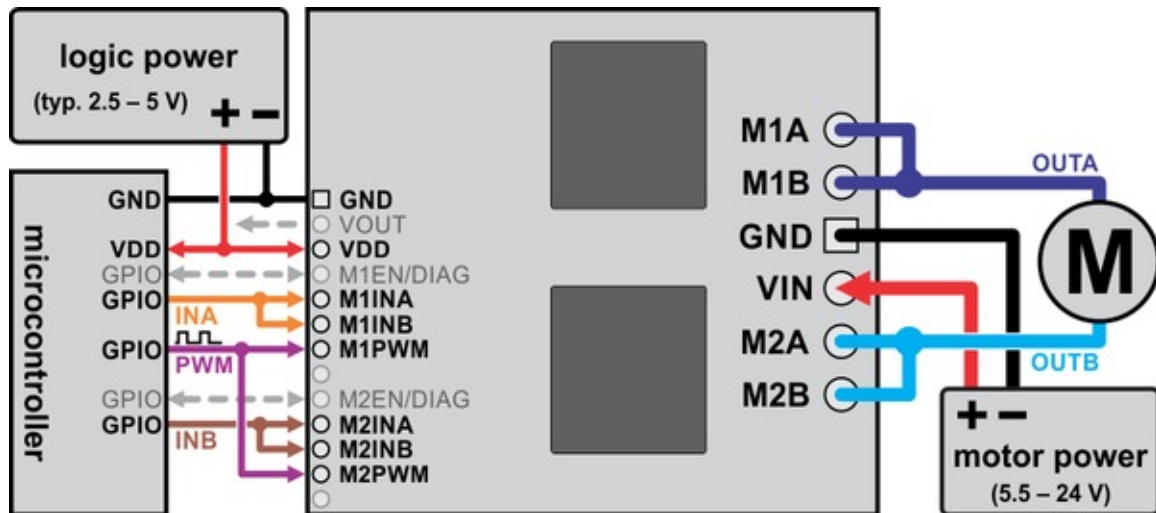 logic power
(typ. 2.5 – 5 V)
+ −
microcontroller
GND
VDD
GPIO
GPIO
INA
GPIO
PWM
GPIO
GPIO
INB
GND
VOUT
VDD
M1EN/DIAG
M1INA
M1INB
M1PWM
M2EN/DIAG
M2INA
M2INB
M2PWM
M1A
M1B
GND
VIN
M2A
M2B
OUTA
M
OUTB
+ −
motor power
(5.5 – 24 V)